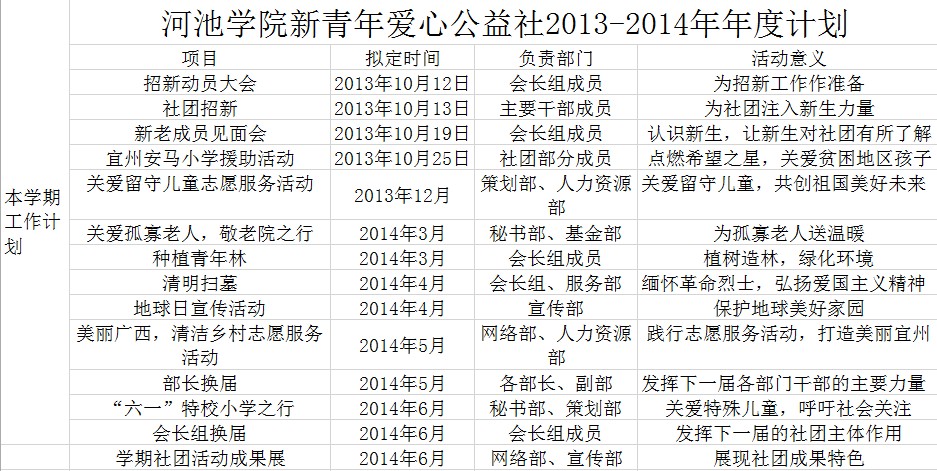 河池学院新青年爱心公益社2013-2014年年度计划
项目 拟定时间 负责部门 活动意义
招新动员大会 2013年10月12日 会长组成员 为招新工作作准备
社团招新 2013年10月13日 主要干部成员 为社团注入新生力量
新老成员见面会 2013年10月19日 会长组成员 认识新生，让新生对社团有所了解
宜州安马小学援助活动 2013年10月25日 社团部分成员 点燃希望之星，关爱贫困地区孩子
本学期
工作计
划
关爱留守儿童志愿服务活动 2013年12月 策划部、人力资源
部 关爱留守儿童，共创祖国美好未来
关爱孤寡老人，敬老院之行 2014年3月 秘书部、基金部 为孤寡老人送温暖
种植青年林 2014年3月 会长组成员 植树造林，绿化环境
清明扫墓 2014年4月 会长组、服务部 缅怀革命烈士，弘扬爱国主义精神
地球日宣传活动 2014年4月 宣传部 保护地球美好家园
美丽广西，清洁乡村志愿服务
活动 2014年5月 网络部、人力资源
部 践行志愿服务活动，打造美丽宜州
部长换届 2014年5月 各部长、副部 发挥下一届各部门干部的主要力量
“六一”特校小学之行 2014年6月 秘书部、策划部 关爱特殊儿童，呼吁社会关注
会长组换届 2014年6月 会长组成员 发挥下一届的社团主体作用
学期社团活动成果展 2014年6月 网络部、宣传部 展现社团成果特色